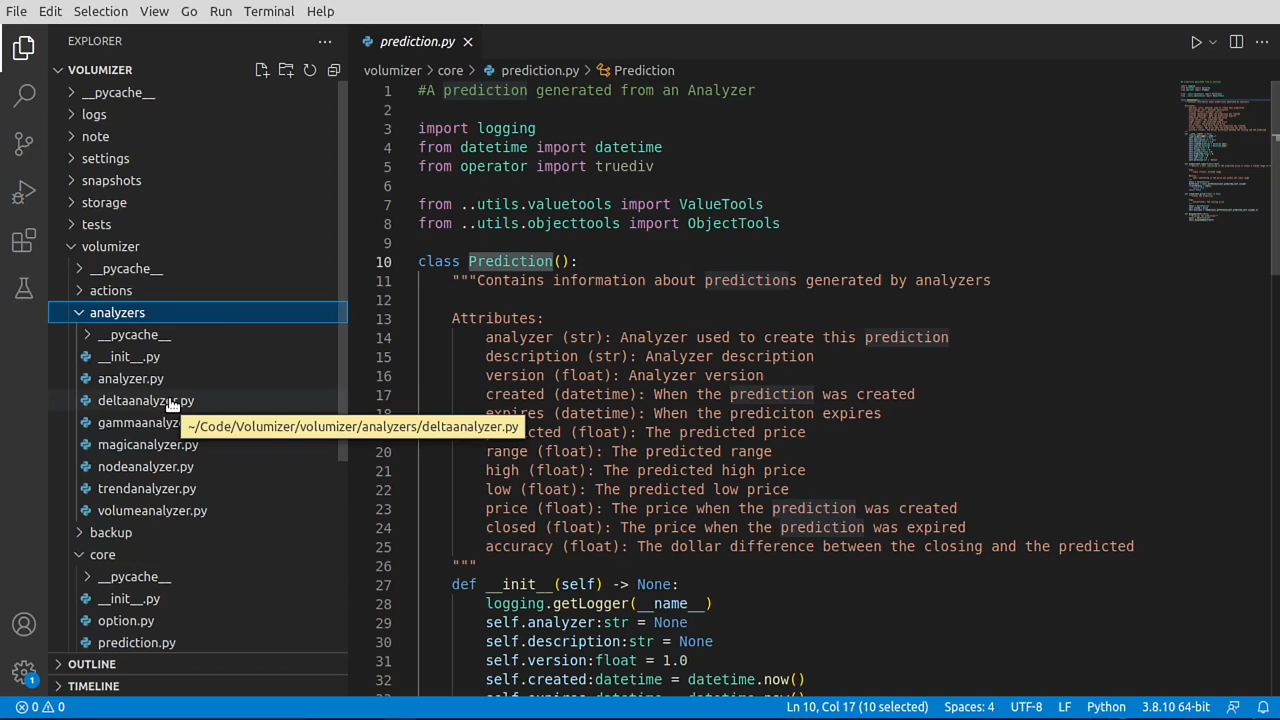 File Edit Selection View Go Run Terminal Help
EXPLORER
VOLUMIZER
__pycache__
logs
note
settings
snapshots
storage
tests
volumizer
__pycache__
actions
analyzers
__pycache__
__init__.py
analyzer.py
deltaanalyzer.py
gammaanalyze
magicanalyzer.py
nodeanalyzer.py
trendanalyzer.py
volumeanalyzer.py
backup
core
__pycache__
__init__.py
option.py
prediction.py
OUTLINE
TIMELINE
1
~/Code/Volumizer/volumizer/analyzers/deltaanalyzer.py
prediction.py
volumizer > core > prediction.py > Prediction
1 #A prediction generated from an Analyzer
2
3 import logging
4 from datetime import datetime
5 from operator import truediv
6
7 from ..utils.valuetools import ValueTools
8 from ..utils.objecttools import ObjectTools
9
10 class Prediction():
11 """Contains information about predictions generated by analyzers
12
13 Attributes:
14 analyzer (str): Analyzer used to create this prediction
15 description (str): Analyzer description
16 version (float): Analyzer version
17 created (datetime): When the prediction was created
18 expires (datetime): When the prediciton expires
(float): The predicted price
20 range (float): The predicted range
21 high (float): The predicted high price
22 low (float): The predicted low price
23 price (float): The price when the prediction was created
24 closed (float): The price when the prediction was expired
25 accuracy (float): The dollar difference between the closing and the predicted
26 """
27 def __init__(self) -> None:
28 logging.getLogger(__name__)
29 self.analyzer:str = None
30 self.description:str = None
31 self.version:float = 1.0
32 self.created:datetime = datetime.now()
0 0 Ln 10, Col 17 (10 selected) Spaces: 4 UTF-8 LF Python 3.8.10 64-bit